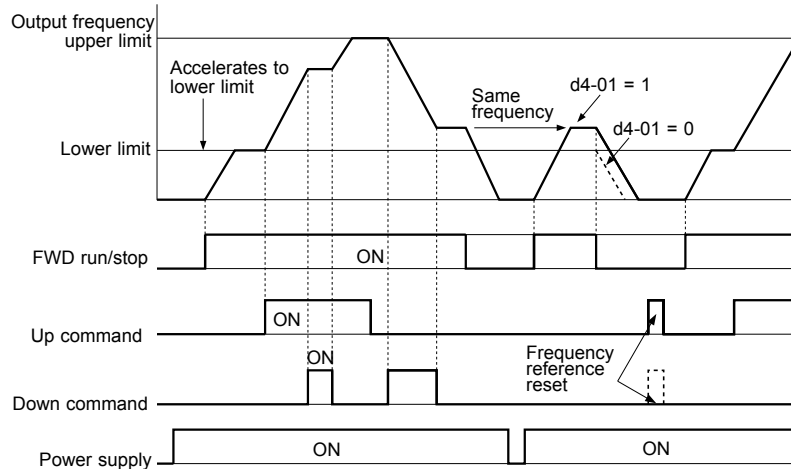 Output frequency
upper limit
Accelerates to
lower limit
Same
frequency
d4-01 = 1
d4-01 = 0
Lower limit
FWD run/stop
ON
Up command
ON
ON
Frequency
reference
reset
Down command
Power supply
ON
ON